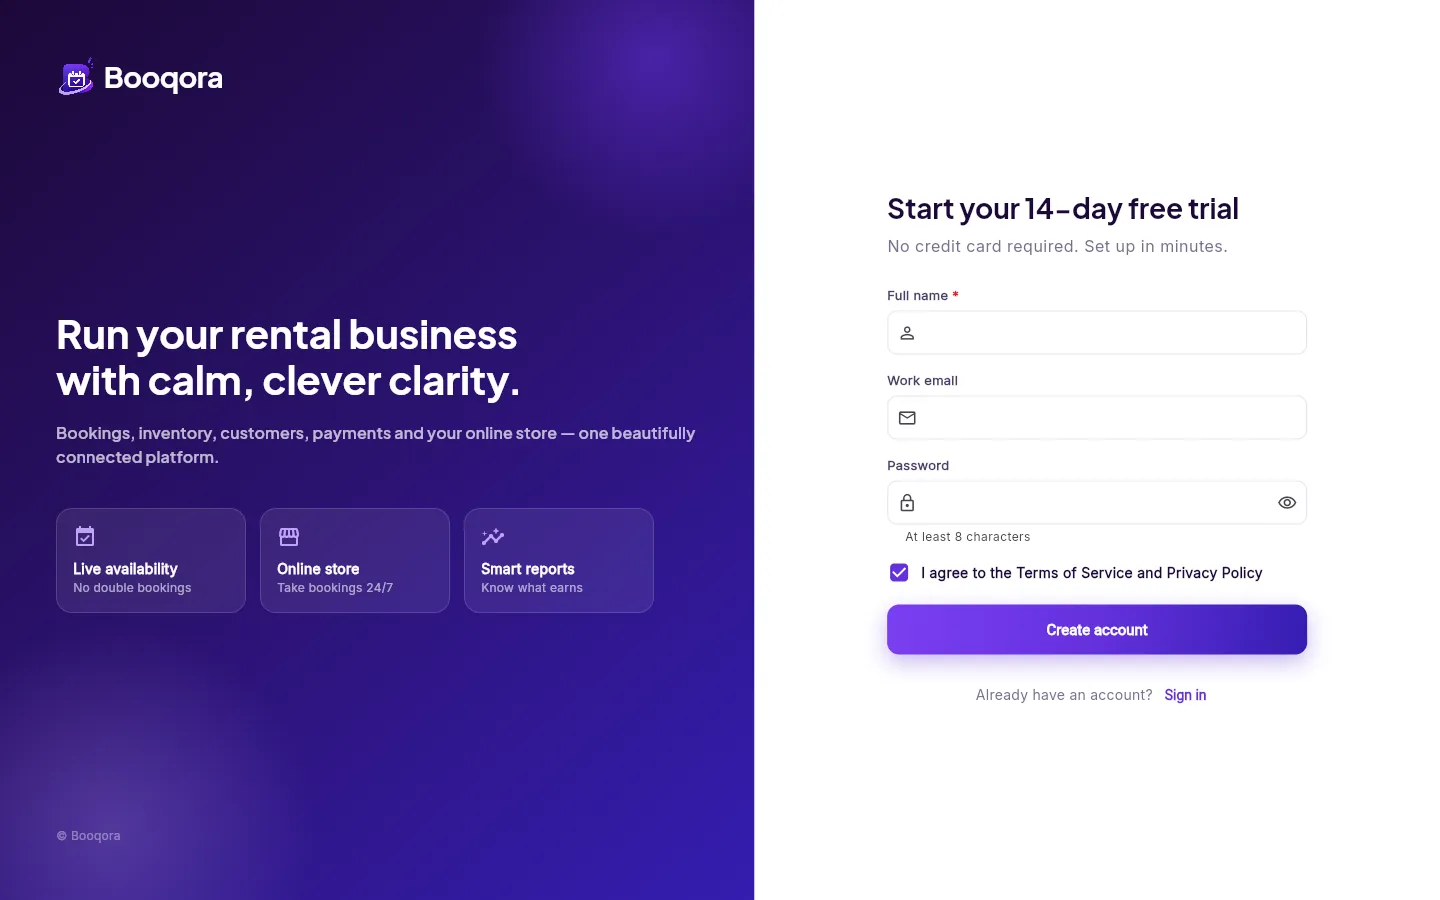 Booqora
Run your rental business
with calm, clever clarity.
Bookings, inventory, customers, payments and your online store — one beautifully
connected platform.
Live availability
No double bookings
Online store
Take bookings 24/7
Smart reports
Know what earns
© Booqora
Start your 14-day free trial
No credit card required. Set up in minutes.
Full name *
Work email
Password
At least 8 characters
I agree to the Terms of Service and Privacy Policy
Create account
Already have an account? Sign in